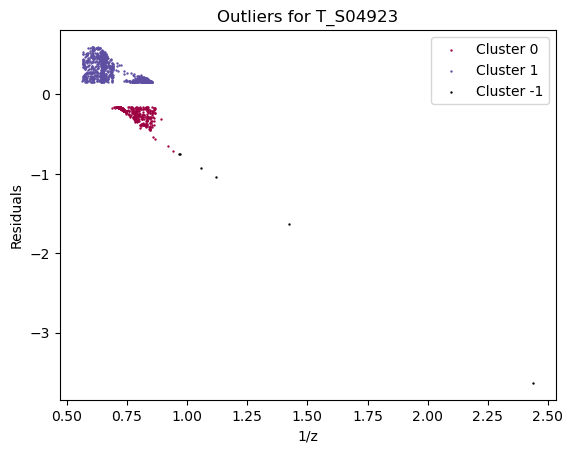 Outliers for T_S04923
Cluster 0
Cluster 1
Cluster -1
Residuals
0
−1
−2
−3
0.50 0.75 1.00 1.25 1.50 1.75 2.00 2.25 2.50
1/z